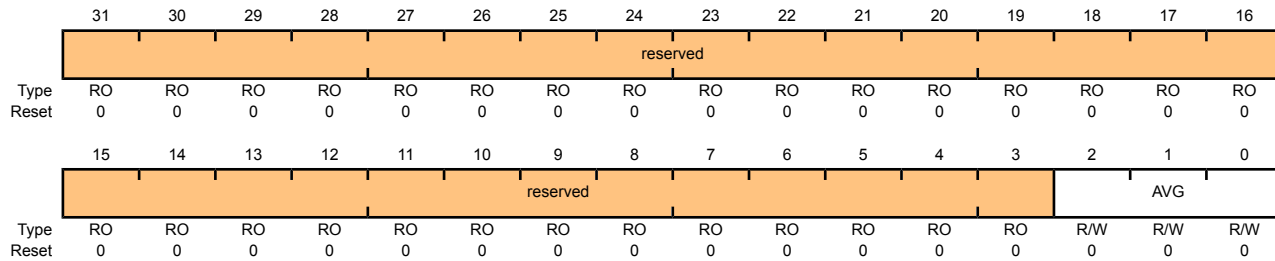 31 30 29 28 27 26 25 24 23 22 21 20 19 18 17 16
reserved
Type RO RO RO RO RO RO RO RO RO RO RO RO RO RO RO RO
Reset 0 0 0 0 0 0 0 0 0 0 0 0 0 0 0 0
15 14 13 12 11 10 9 8 7 6 5 4 3 2 1 0
reserved AVG
Type RO RO RO RO RO RO RO RO RO RO RO RO RO R/W R/W R/W
Reset 0 0 0 0 0 0 0 0 0 0 0 0 0 0 0 0